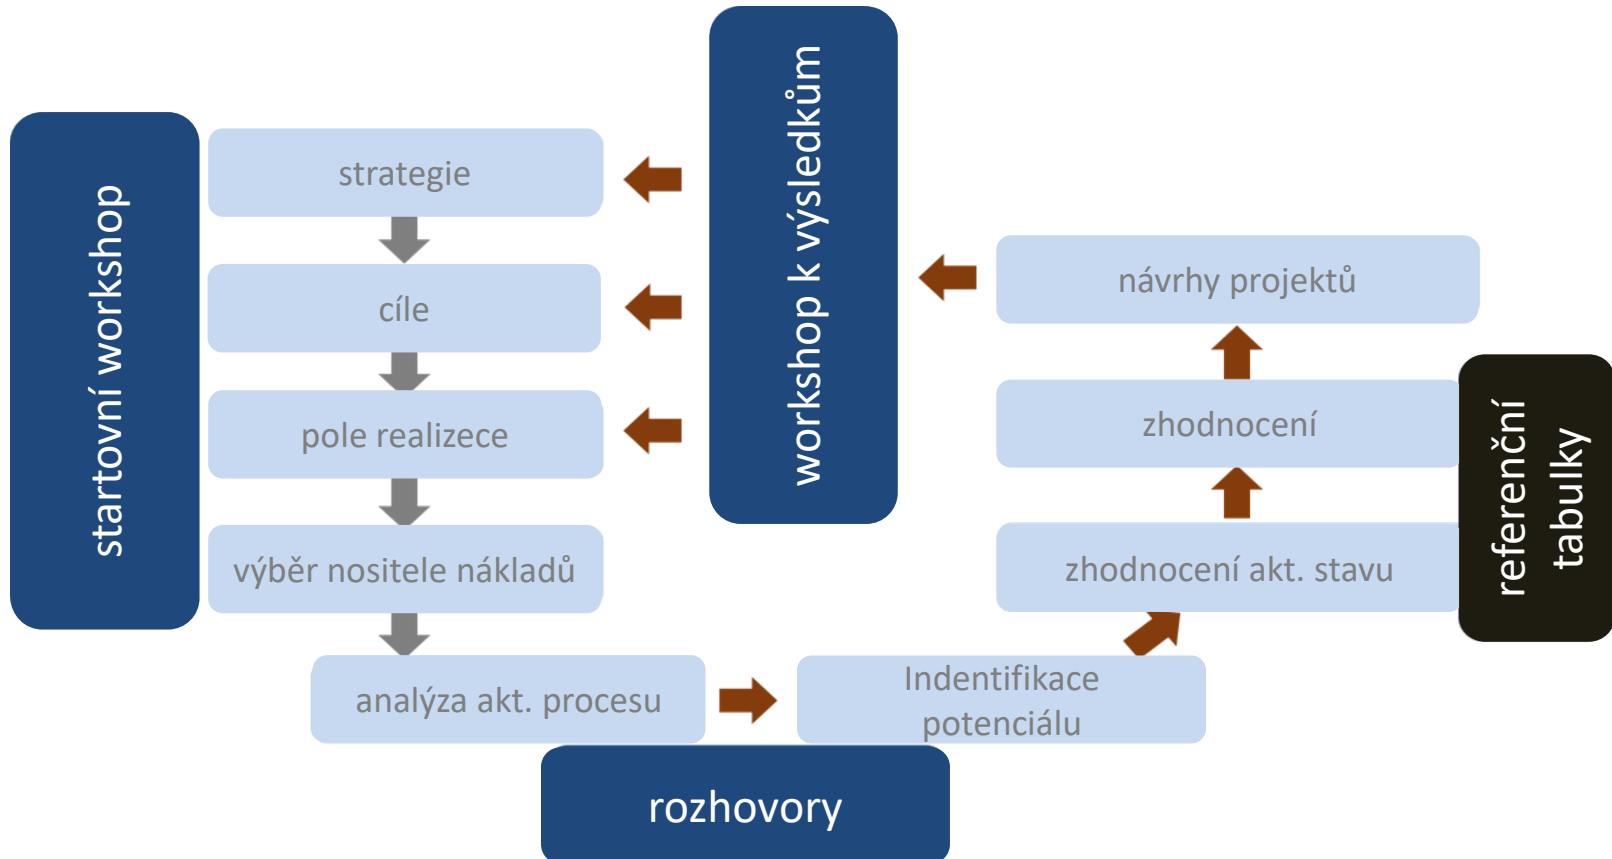 startovní workshop
strategie
cíle
pole realizece
výběr nositele nákladů
analýza akt. procesu
Indentifikace
potenciálu
rozhovory
workshop k výsledkům
návrhy projektů
zhodnocení
zhodnocení akt. stavu
referenční
tabulky